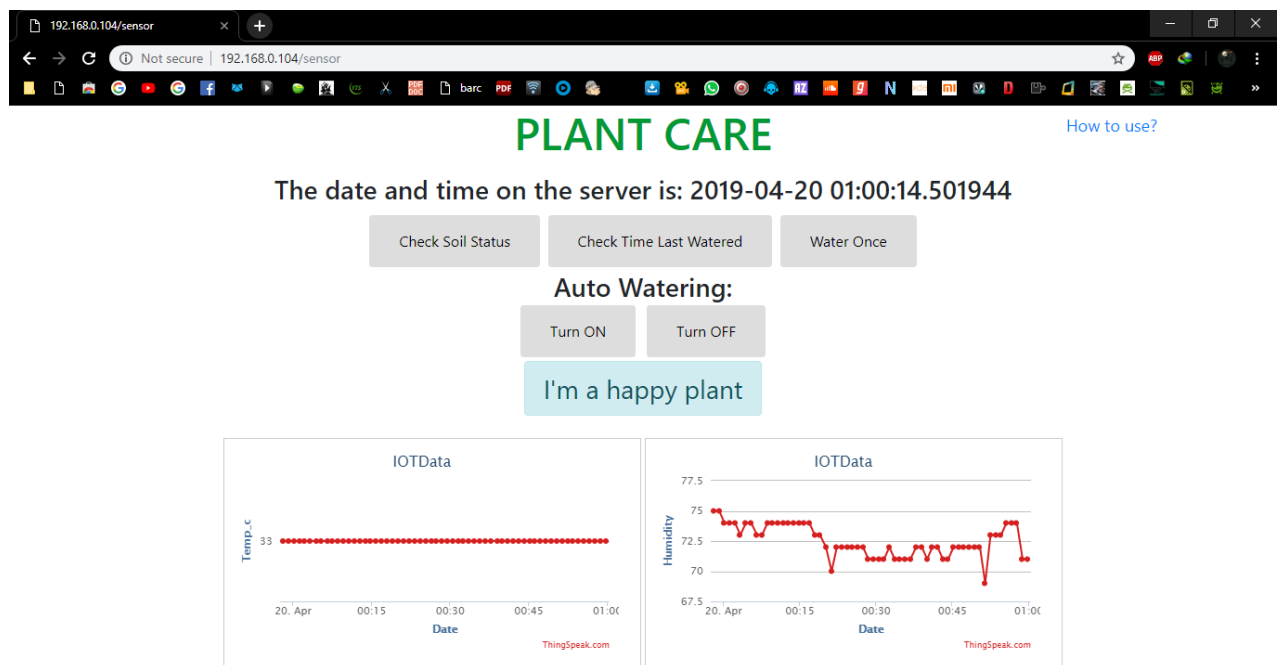 192.168.0.104/sensor
Not secure | 192.168.0.104/sensor
ABP
barc PDF
PLANT CARE
How to use?
The date and time on the server is: 2019-04-20 01:00:14.501944
Check Soil Status Check Time Last Watered Water Once
Auto Watering:
Turn ON Turn OFF
I'm a happy plant
IOTData
Temp_c
33
20. Apr 00:15 00:30 00:45 01:0
Date
ThingSpeak.com
IOTData
Humidity
77.5
75
72.5
70
67.5
20. Apr 00:15 00:30 00:45 01:0
Date
ThingSpeak.com